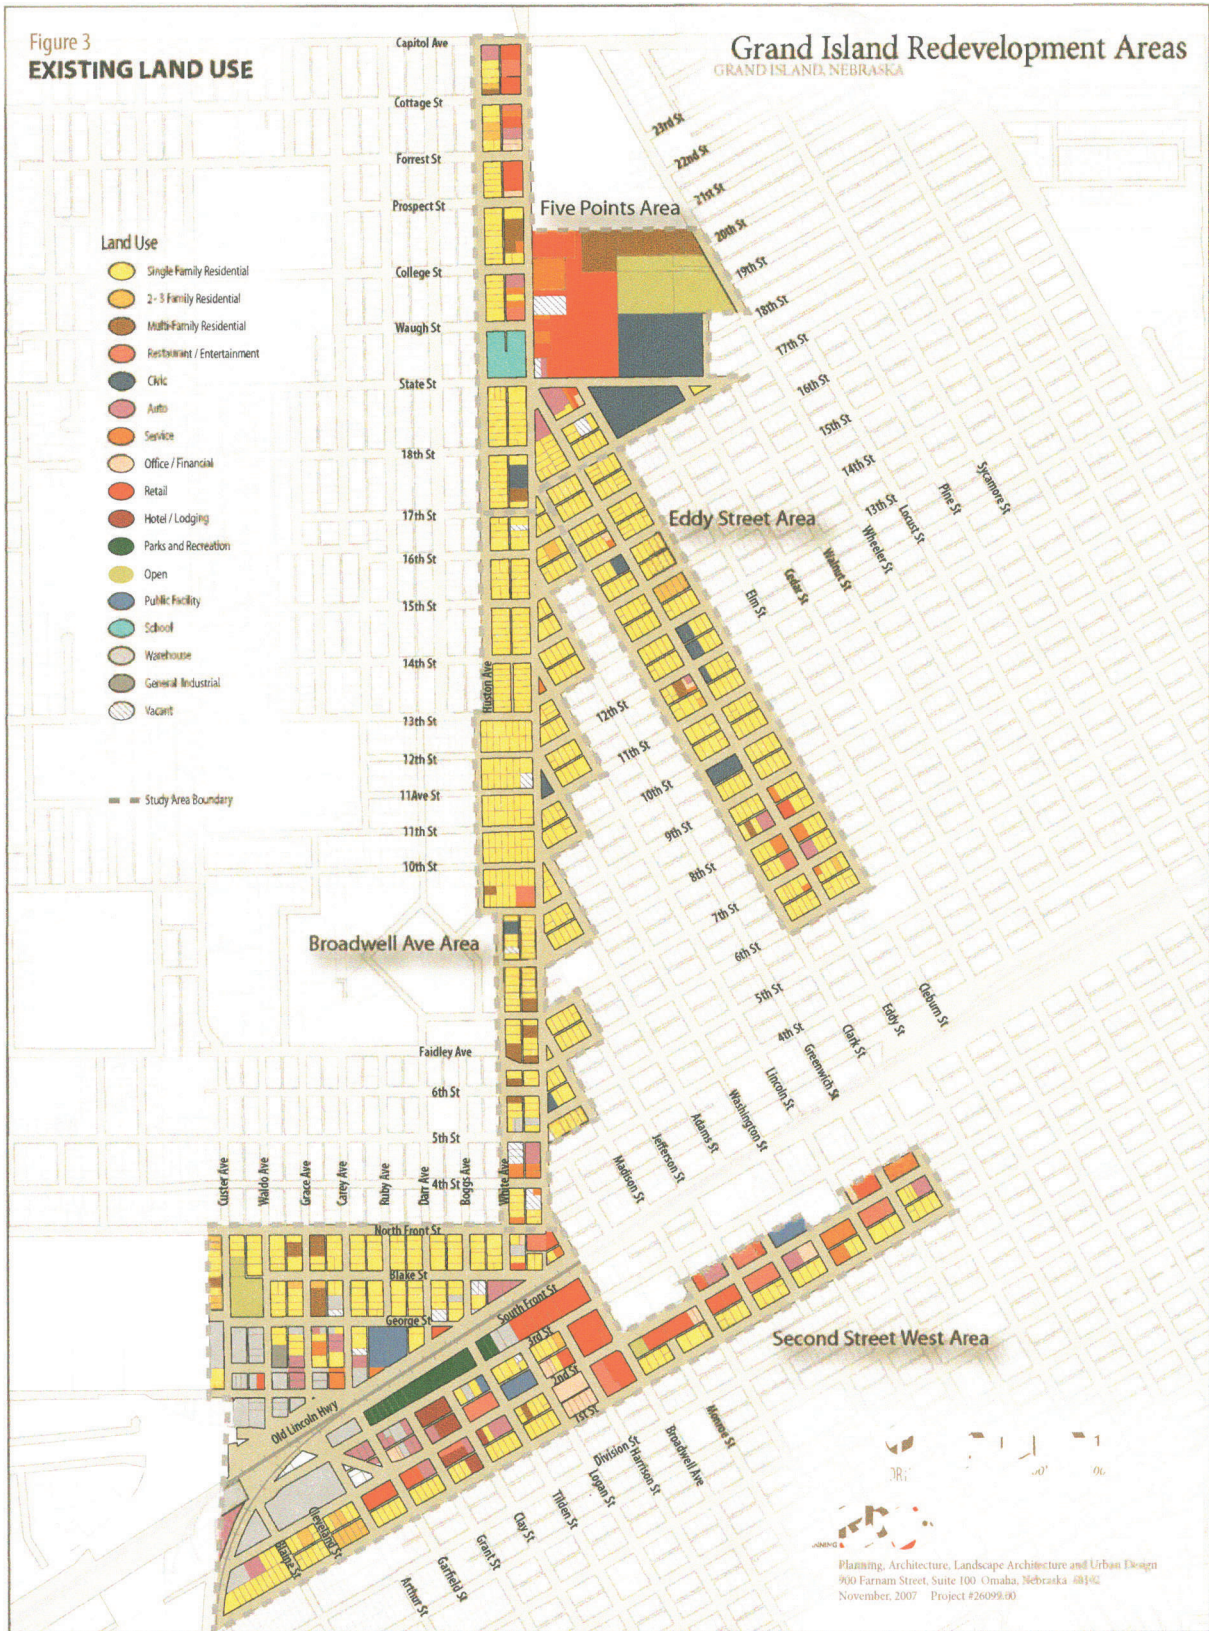 Figure 3
EXISTING LAND USE
Grand Island Redevelopment Areas
GRAND ISLAND, NEBRASKA
Capitol Ave
Cottage St
Forrest St
Prospect St
College St
Waugh St
State St
18th St
17th St
16th St
15th St
14th St
13th St
12th St
11Ave St
11th St
10th St
Faidley Ave
6th St
5th St
4th St
Huston Ave
23rd St
22nd St
21st St
20th St
19th St
18th St
17th St
16th St
15th St
14th St
13th St
Five Points Area
Land Use
Single Family Residential
2- 3 Family Residential
Multi-Family Residential
Restaurant / Entertainment
Civic
Auto
Service
Office / Financial
Retail
Hotel / Lodging
Parks and Recreation
Open
Public Facility
School
Warehouse
General Industrial
Vacant
Study Area Boundary
Eddy Street Area
Sycamore St
Pine St
Locust St
Wheeler St
Walnut St
Cedar St
Elm St
12th St
11th St
10th St
9th St
8th St
7th St
6th St
5th St
4th St
Broadwell Ave Area
Cleburn St
Eddy St
Clark St
Greenwich St
Lincoln St
Washington St
Adams St
Jefferson St
Madison St
Custer Ave
Waldo Ave
Grace Ave
Carey Ave
Ruby Ave
Darr Ave
Boggs Ave
White Ave
North Front St
Blake St
George St
South Front St
3rd St
2nd St
1st St
Old Lincoln Hwy
Second Street West Area
Monroe St
Broadwell Ave
Harrison St
Division St
Logan St
Tilden St
Clay St
Grant St
Garfield St
Arthur St
Cleveland St
Blaine St
Planning, Architecture, Landscape Architecture and Urban Design
900 Farnam Street, Suite 100 Omaha, Nebraska
November, 2007 Project #26099.00